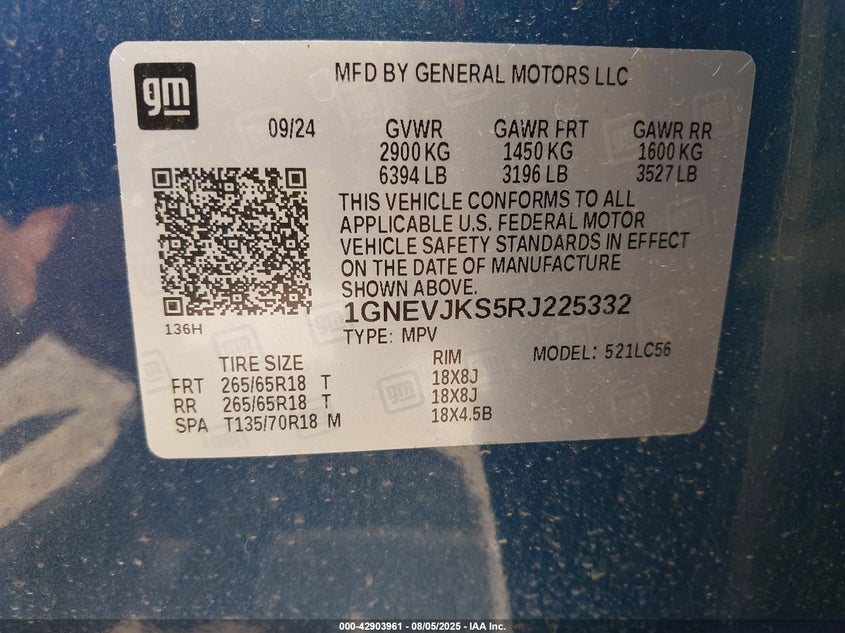 gm
MFD BY GENERAL MOTORS LLC
09/24 GVWR GAWR FRT GAWR RR
2900 KG 1450 KG 1600 KG
6394 LB 3196 LB 3527 LB
THIS VEHICLE CONFORMS TO ALL
APPLICABLE U.S. FEDERAL MOTOR
VEHICLE SAFETY STANDARDS IN EFFECT
ON THE DATE OF MANUFACTURE
SHOWN ABOVE.
1GNEVJKS5RJ225332
136H
TYPE: MPV
MODEL: 521LC56
TIRE SIZE RIM
FRT 265/65R18 T 18X8J
RR 265/65R18 T 18X8J
SPA T135/70R18 M 18X4.5B
000-42903961 - 08/05/2025 - IAA Inc.